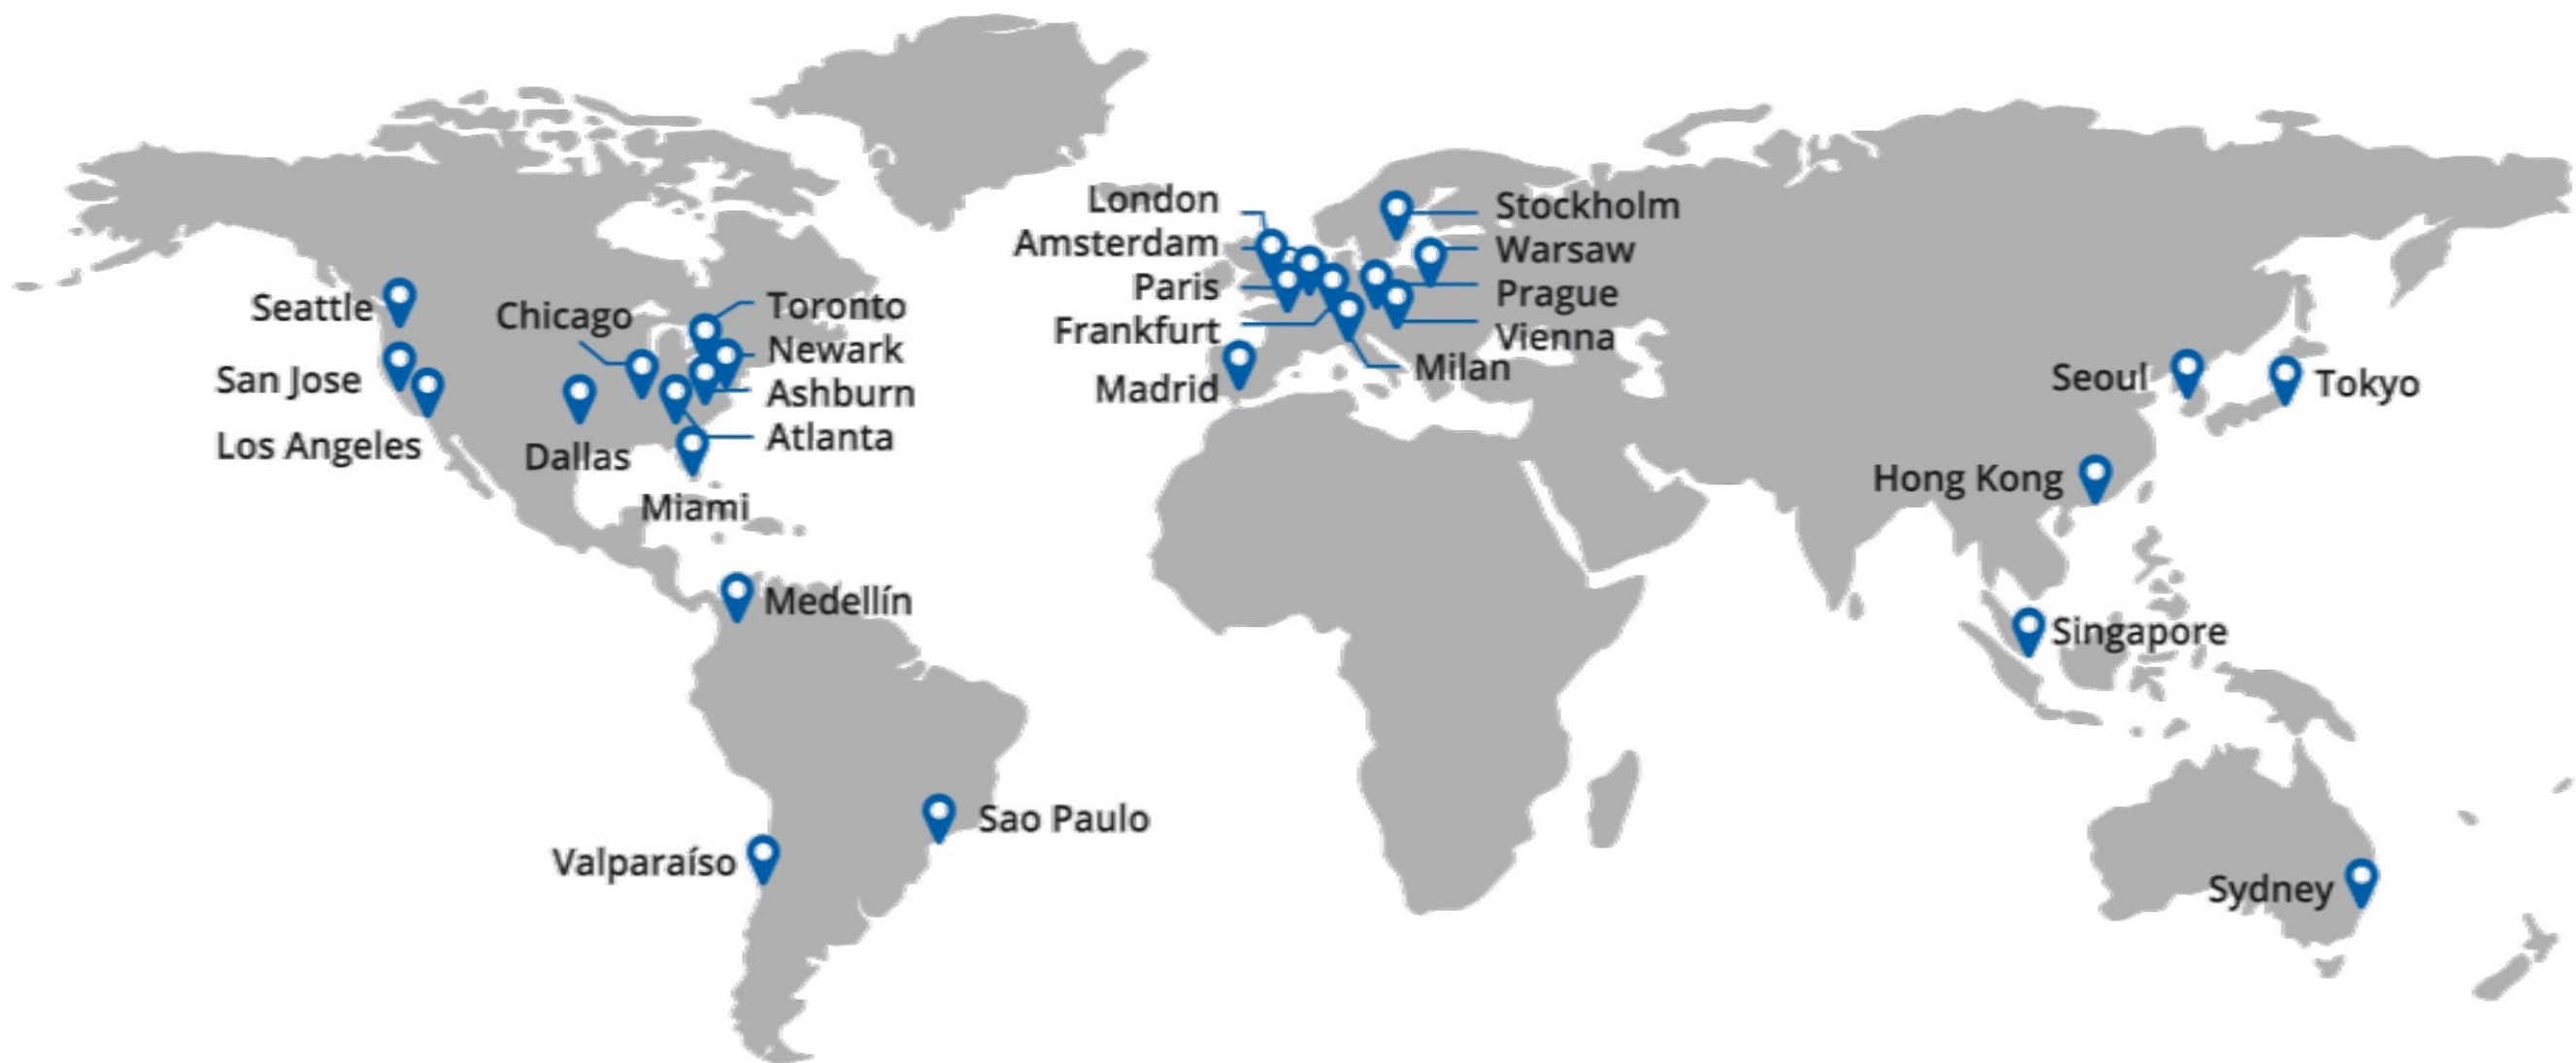 London
Amsterdam
Paris
Frankfurt
Madrid
Stockholm
Warsaw
Prague
Vienna
Milan
Seattle
San Jose
Los Angeles
Chicago
Dallas
Toronto
Newark
Ashburn
Atlanta
Miami
Medellín
Sao Paulo
Valparaíso
Seoul
Tokyo
Hong Kong
Singapore
Sydney